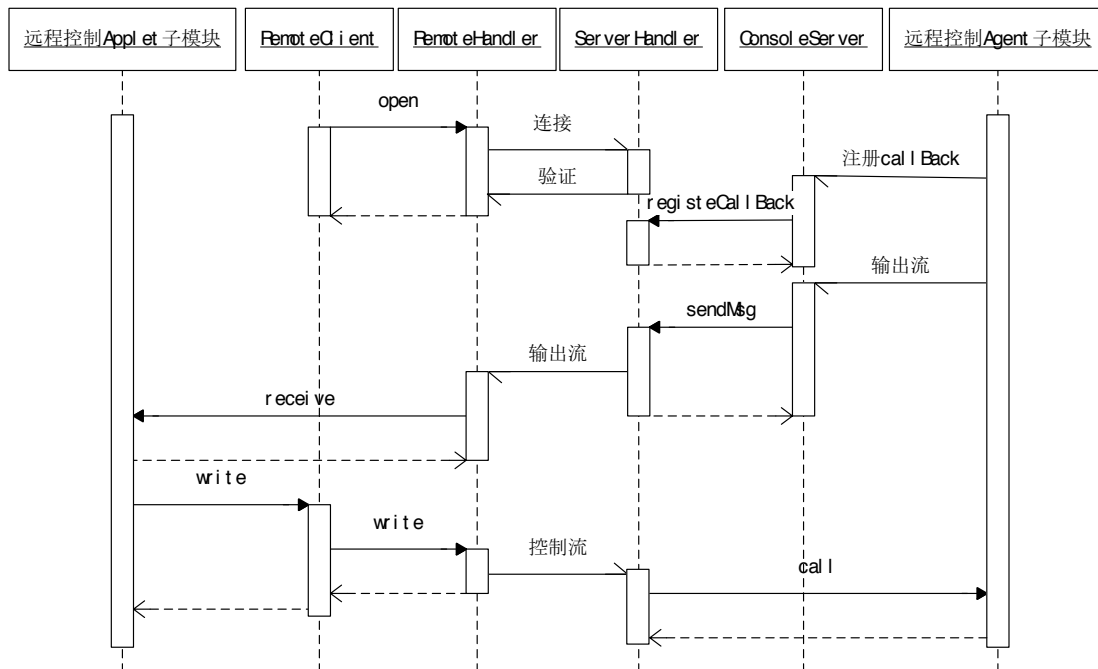 远程控制Applet子模块
RemoteClient
RemoteHandler
ServerHandler
ConsoleServer
远程控制Agent子模块
open
连接
注册callBack
验证
registeCallBack
输出流
sendMsg
输出流
receive
write
write
控制流
call